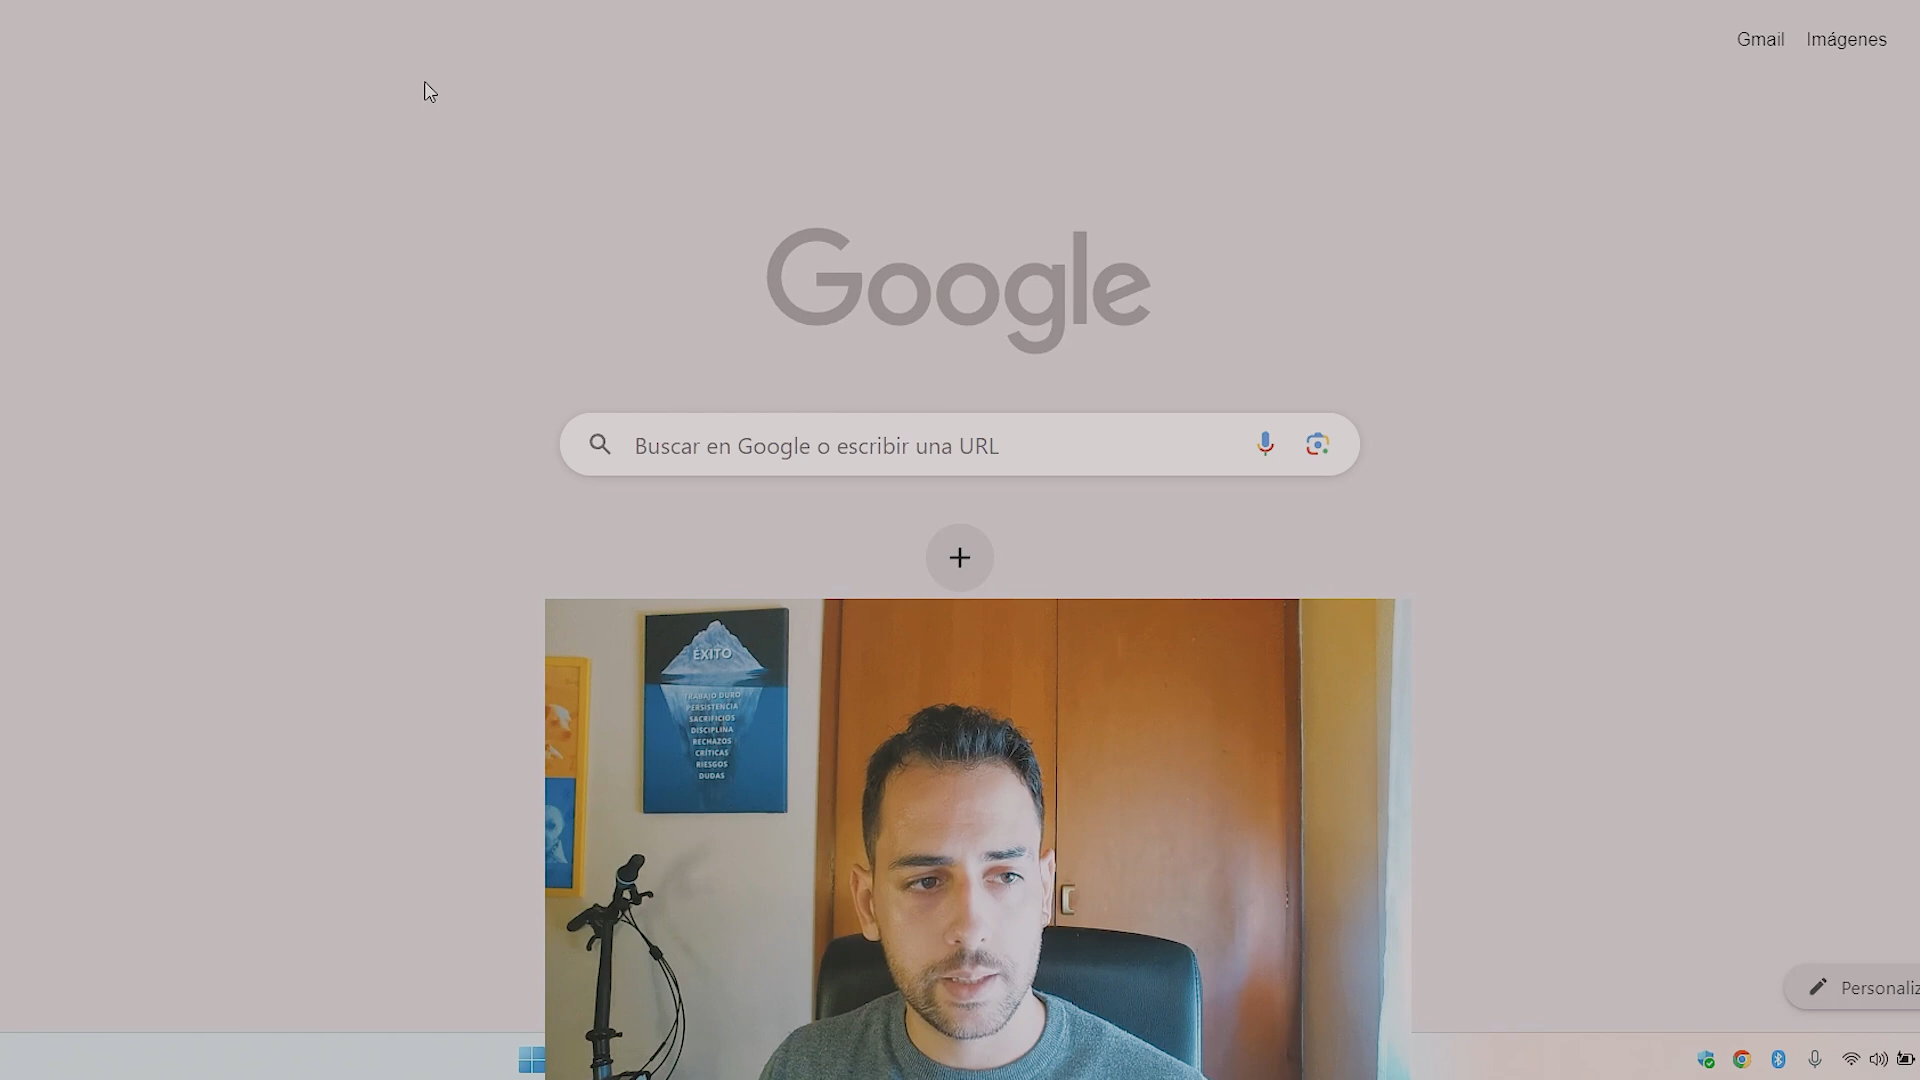 Gmail Imágenes
Google
Buscar en Google o escribir una URL
ÉXITO
TRABAJO DURO
PERSISTENCIA
SACRIFICIOS
DISCIPLINA
RECHAZOS
CRÍTICAS
RIESGOS
DUDAS
Personaliz